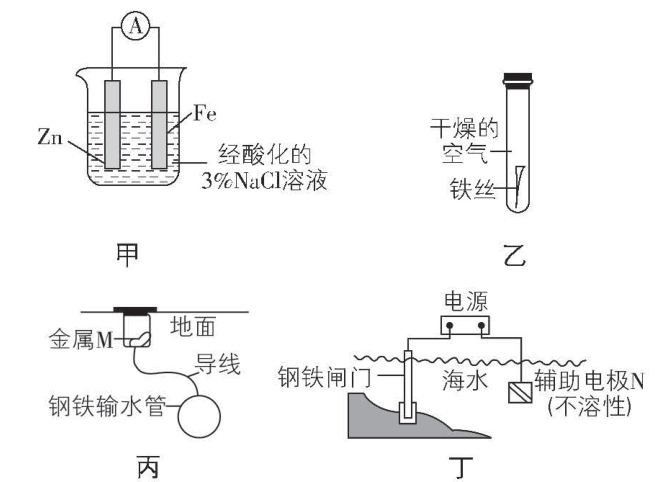 A
Zn
Fe
经酸化的
3%NaCl溶液
甲
干燥的
空气
铁丝
乙
金属M
地面
导线
钢铁输水管
丙
电源
钢铁闸门
海水
辅助电极N
(不溶性)
丁